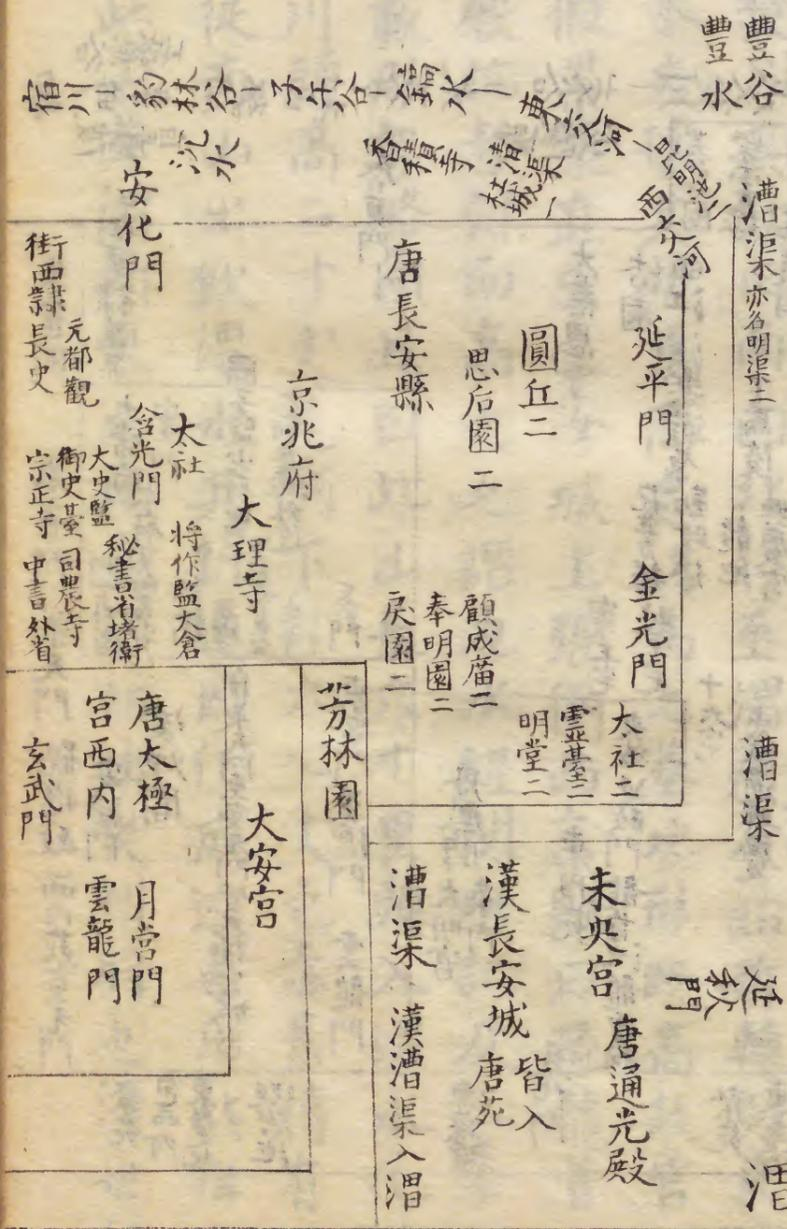 豐谷
豐水
漕渠亦名明渠二
漕渠
渭
昆明池二
西交河
東交河
鎬水
子午谷
豹林谷
宿川
清渠
杜城一
香積寺
沈水
安化門
延平門
金光門
圓丘二
思后園二
唐長安縣
太社二
靈臺二
明堂二
顧成廟二
奉明園二
戾園二
京兆府
大理寺
太社
將作監大倉
含光門
大史監
秘書省堵衛
御史臺司農寺
宗正寺中書外省
元都觀
街西隸長史
延秋門
未央宮唐通光殿
漢長安城皆入唐苑
漕渠漢漕渠入渭
芳林園
大安宮
唐太極宮西內
月營門
雲龍門
玄武門